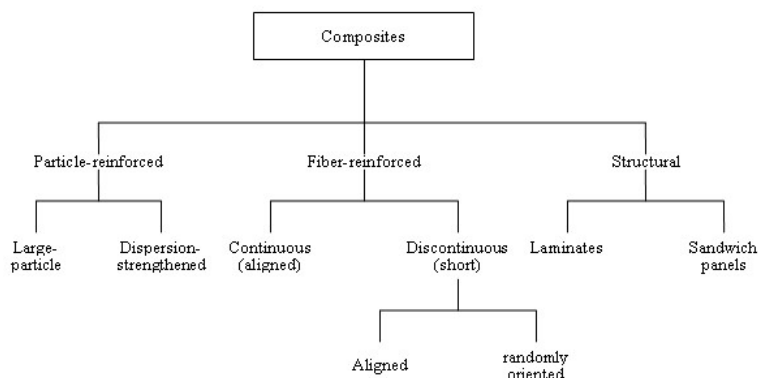 Composites
Particle-reinforced
Fiber-reinforced
Structural
Large-
particle
Dispersion-
strengthened
Continuous
(aligned)
Discontinuous
(short)
Laminates
Sandwich
panels
Aligned
randomly
oriented